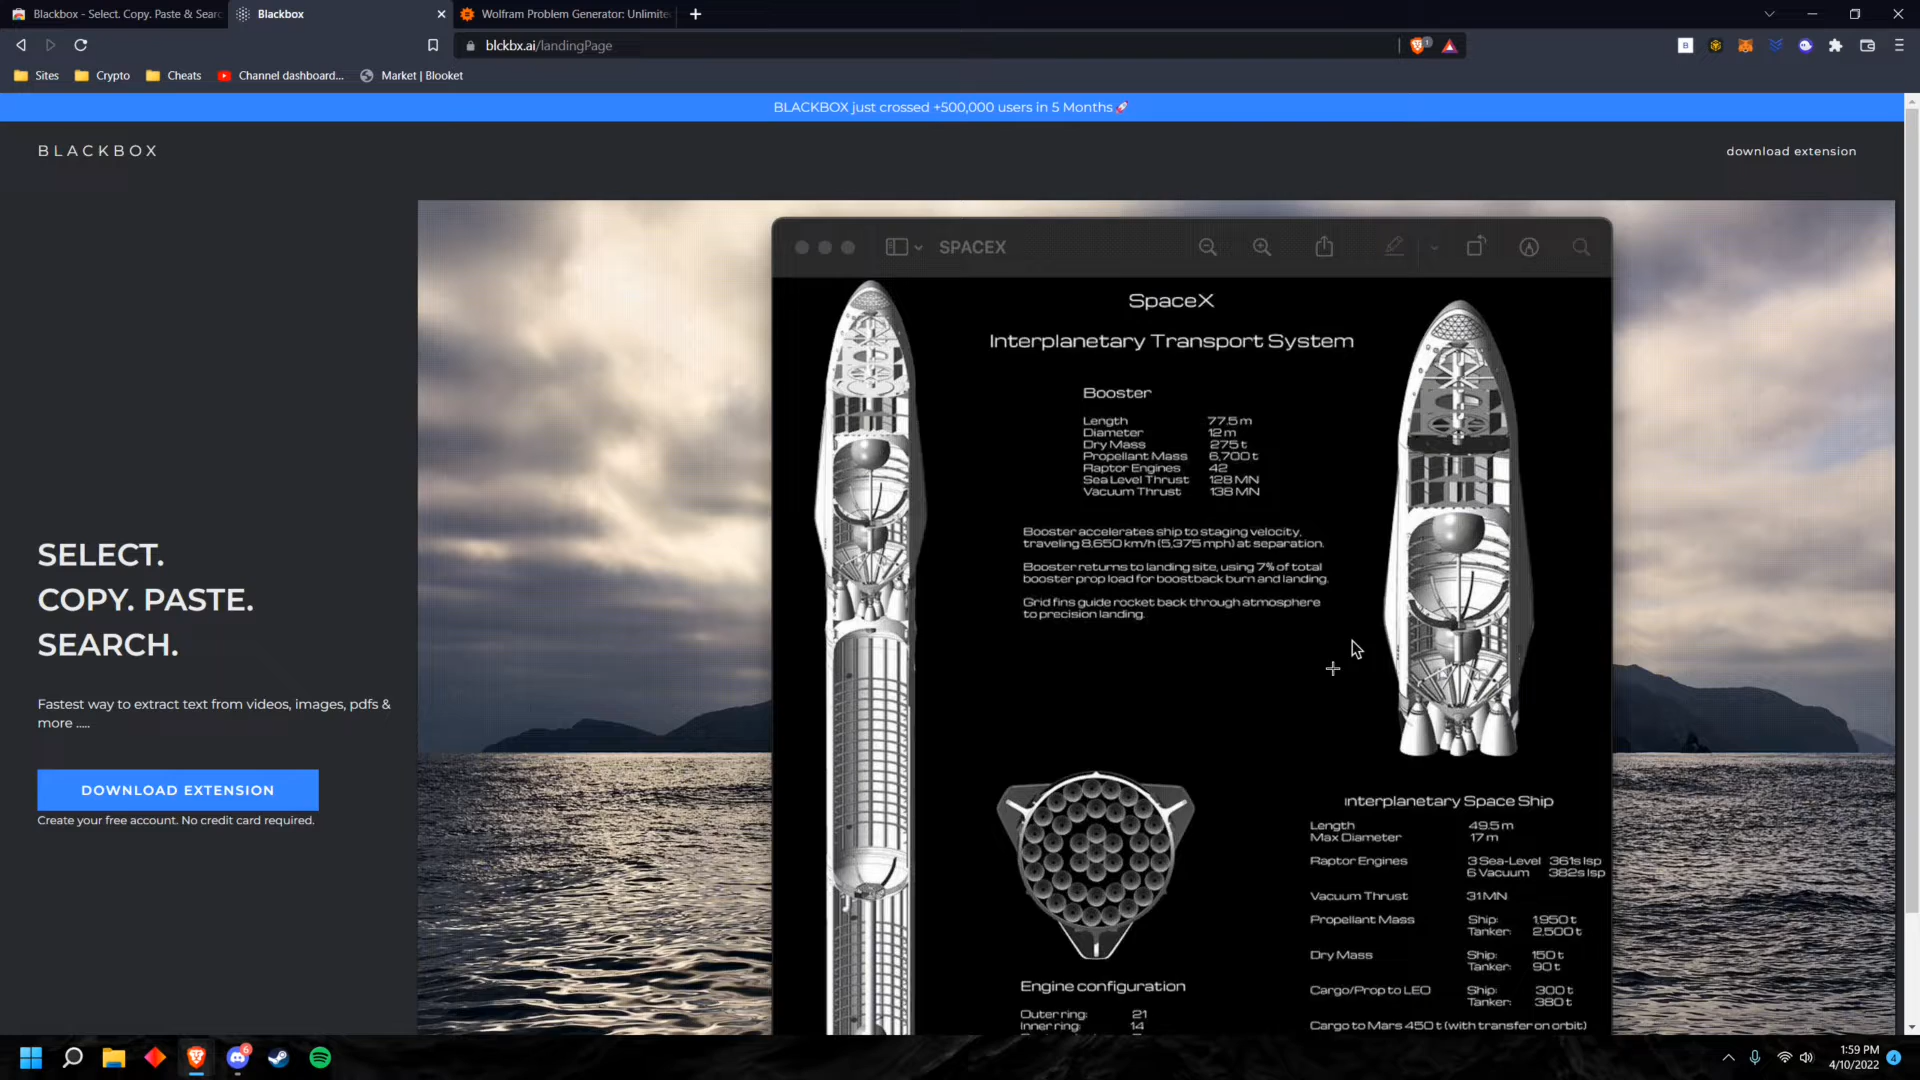 Blackbox - Select. Copy. Paste & Searc
Blackbox
Wolfram Problem Generator: Unlimite
blckbx.ai/landingPage
Sites
Crypto
Cheats
Channel dashboard...
Market | Blooket
BLACKBOX just crossed +500,000 users in 5 Months🚀
BLACKBOX
download extension
SELECT.
COPY. PASTE.
SEARCH.
Fastest way to extract text from videos, images, pdfs &
more .....
DOWNLOAD EXTENSION
Create your free account. No credit card required.
SPACEX
SpaceX
Interplanetary Transport System
Booster
Length 77.5 m
Diameter 12 m
Dry Mass 275 t
Propellant Mass 6,700 t
Raptor Engines 42
Sea Level Thrust 128 MN
Vacuum Thrust 138 MN
Booster accelerates ship to staging velocity,
traveling 8,650 km/h (5,375 mph) at separation.
Booster returns to landing site, using 7% of total
booster prop load for boostback burn and landing.
Grid fins guide rocket back through atmosphere
to precision landing.
Engine configuration
Outer ring: 21
Inner ring: 14
Interplanetary Space Ship
Length 49.5 m
Max Diameter 17 m
Raptor Engines 3 Sea-Level 361s Isp
6 Vacuum 382s Isp
Vacuum Thrust 31 MN
Propellant Mass Ship: 1,950 t
Tanker: 2,500 t
Dry Mass Ship: 150 t
Tanker: 90 t
Cargo/Prop to LEO Ship: 300 t
Tanker: 380 t
Cargo to Mars 450 t (with transfer on orbit)
1:59 PM
4/10/2022
4